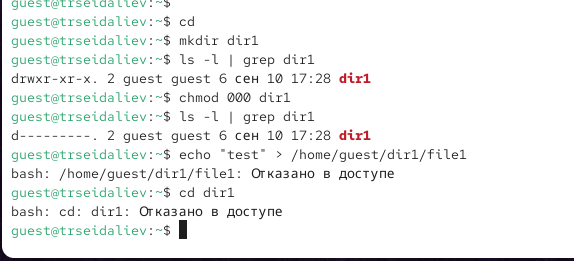 guest@trseidaliev:~$
guest@trseidaliev:~$ cd
guest@trseidaliev:~$ mkdir dir1
guest@trseidaliev:~$ ls -l | grep dir1
drwxr-xr-x. 2 guest guest 6 сен 10 17:28 dir1
guest@trseidaliev:~$ chmod 000 dir1
guest@trseidaliev:~$ ls -l | grep dir1
d---------. 2 guest guest 6 сен 10 17:28 dir1
guest@trseidaliev:~$ echo "test" > /home/guest/dir1/file1
bash: /home/guest/dir1/file1: Отказано в доступе
guest@trseidaliev:~$ cd dir1
bash: cd: dir1: Отказано в доступе
guest@trseidaliev:~$